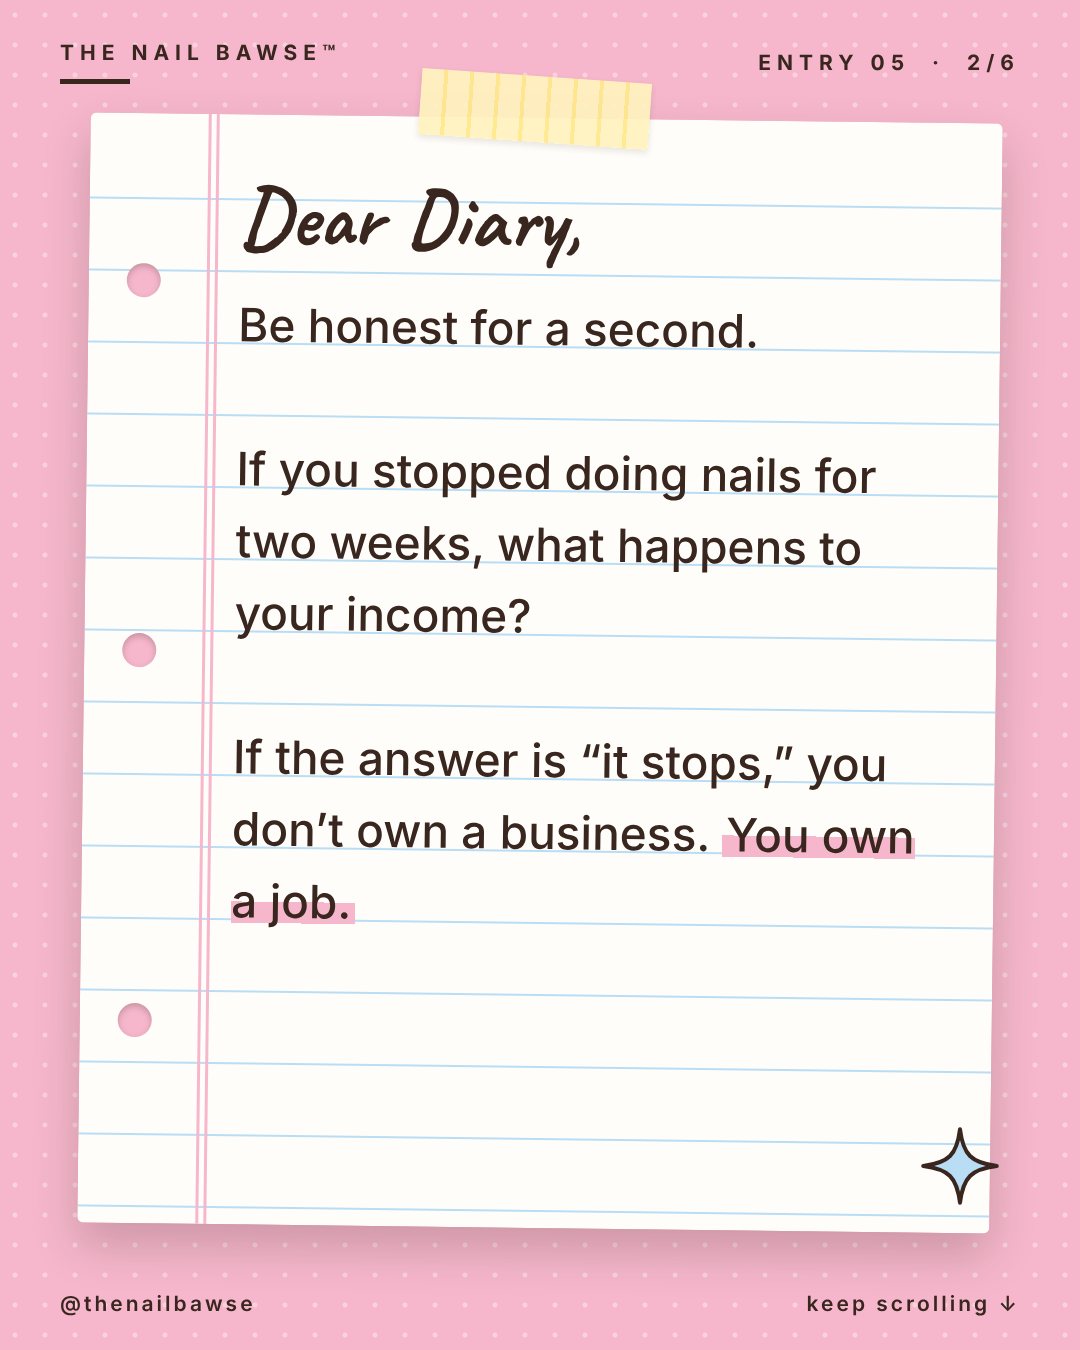 THE NAIL BAWSE™
ENTRY 05 · 2/6
Dear Diary,
Be honest for a second.
If you stopped doing nails for
two weeks, what happens to
your income?
If the answer is “it stops,” you
don’t own a business. You own
a job.
@thenailbawse
keep scrolling ↓